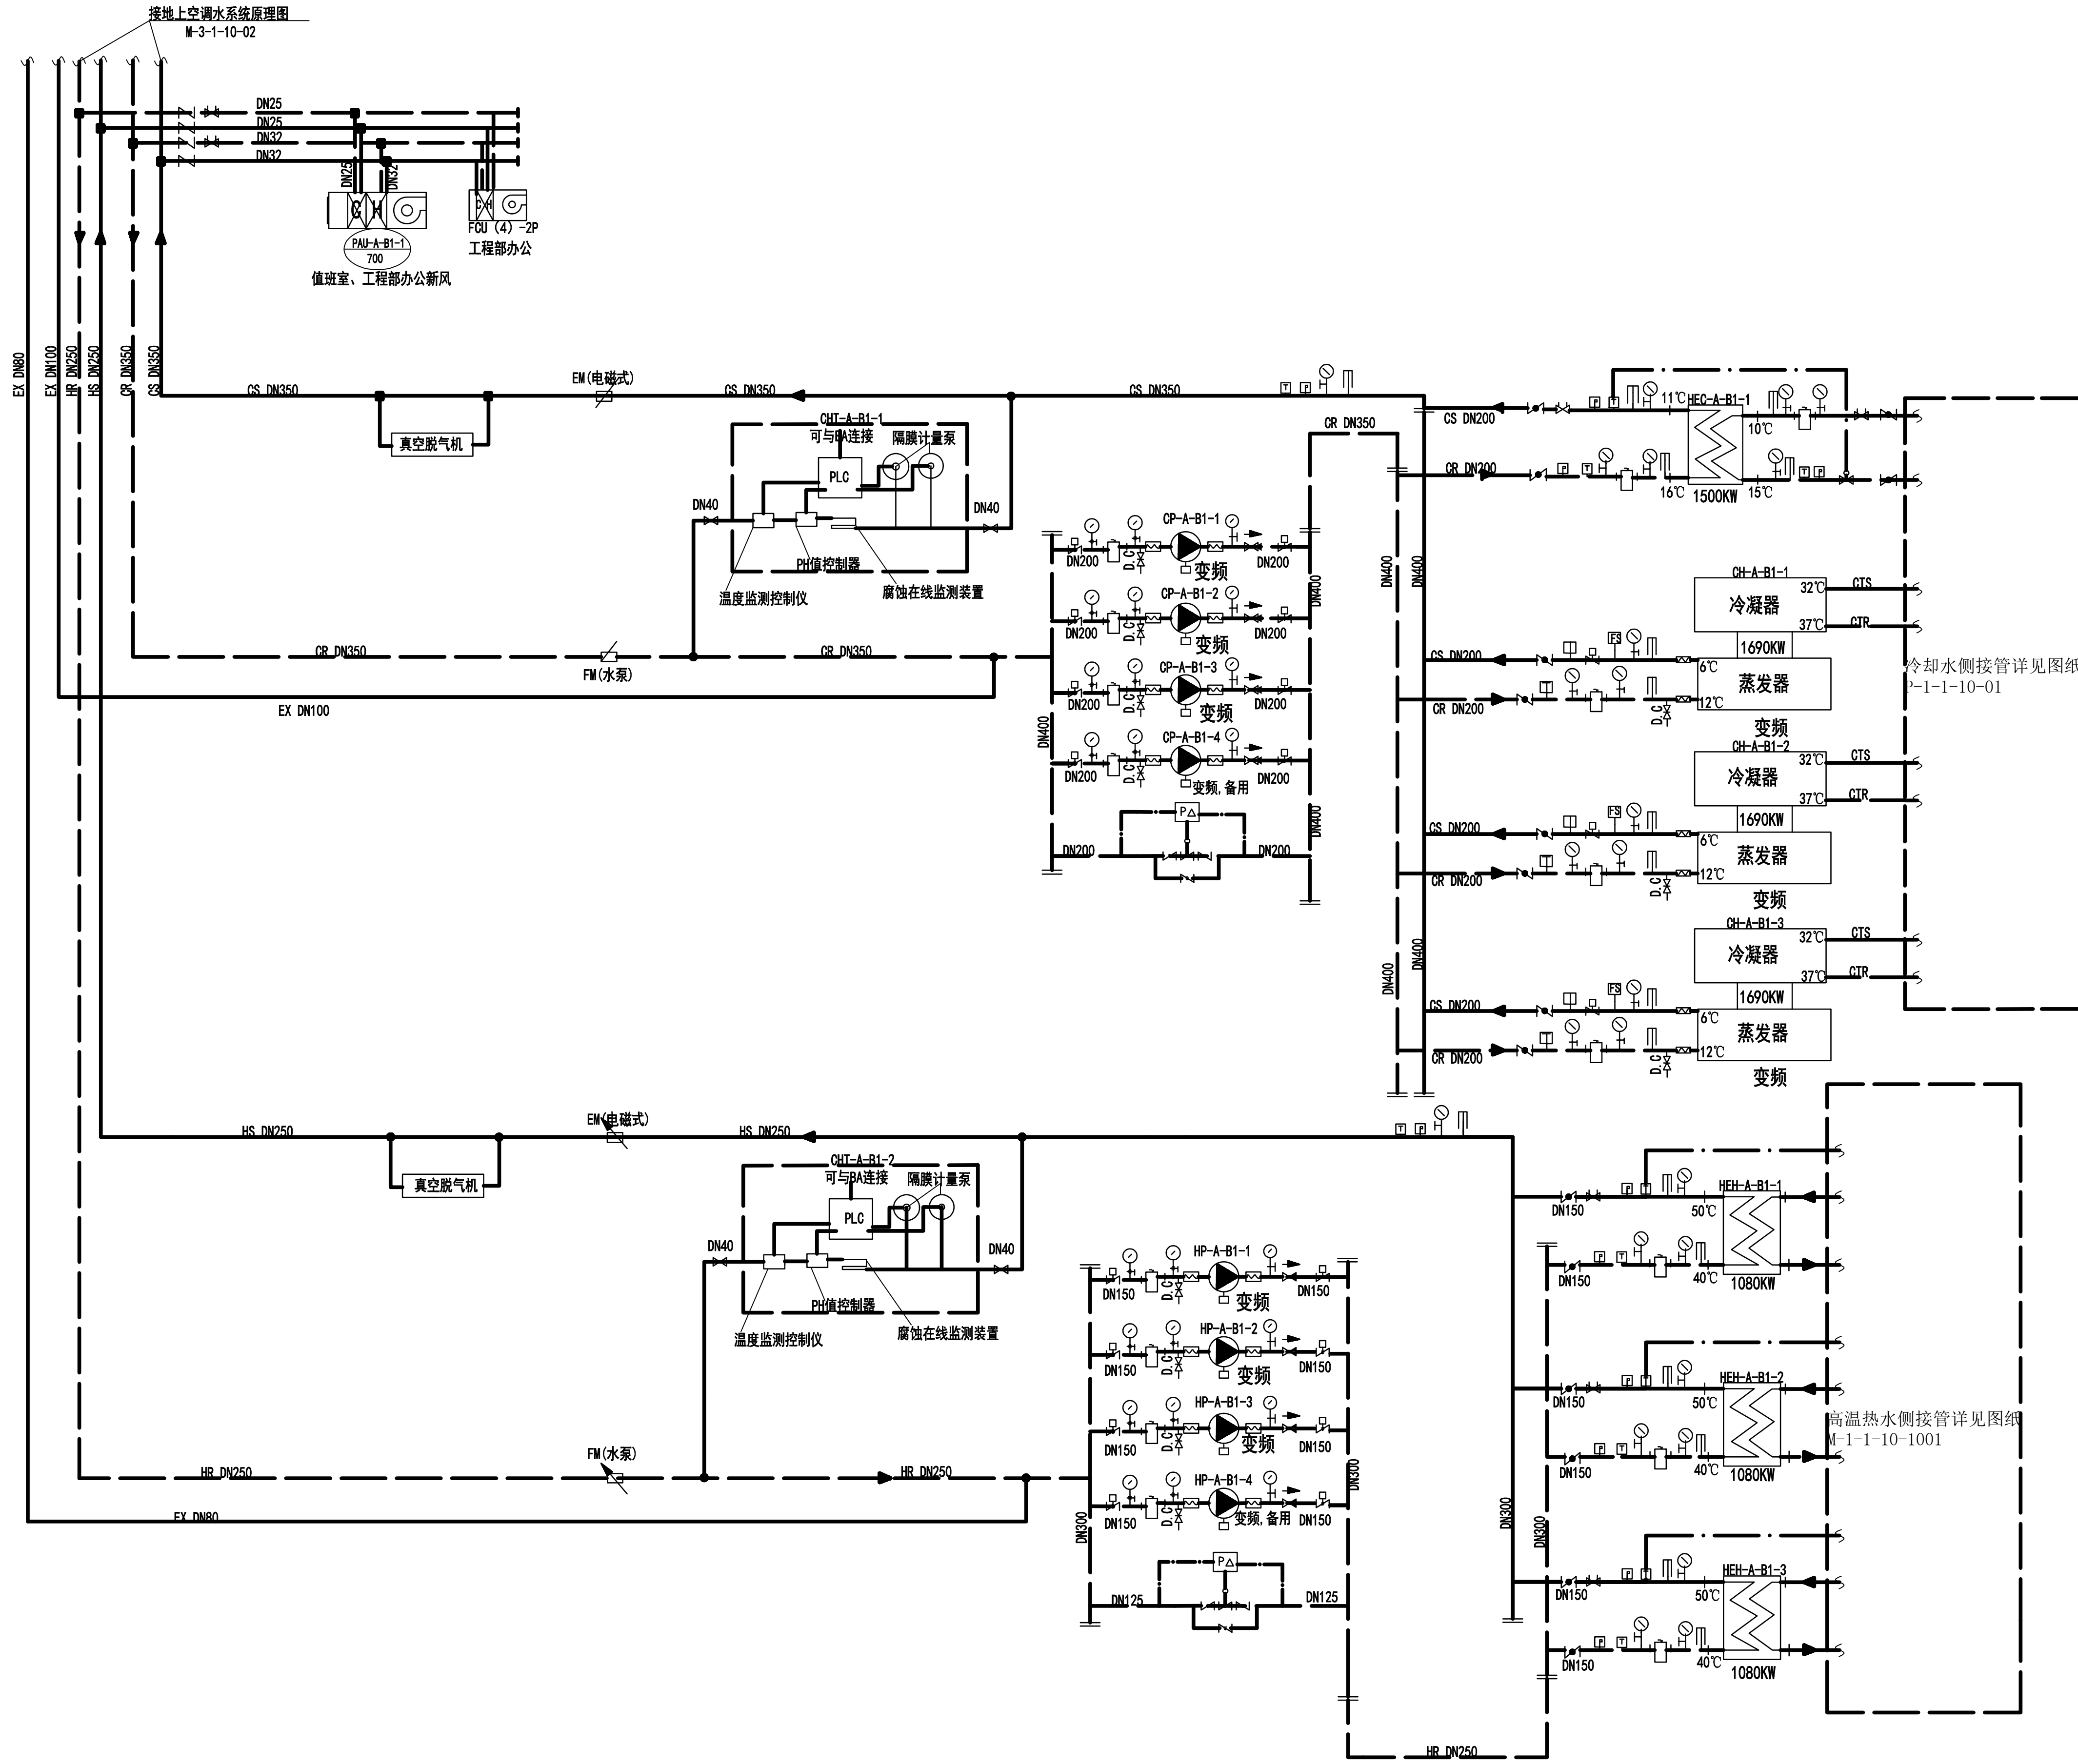 接地上空调水系统原理图
M-3-1-10-02
DN25
DN25
DN32
DN32
DN25
DN32
C H
C H
FCU（4）-2P
工程部办公
PAU-A-B1-1
700
值班室、工程部办公新风
EX DN80
EX DN100
HR DN250
HS DN250
CR DN350
CS DN350
CS DN350
EM(电磁式)
CS DN350
CS DN350
真空脱气机
CHT-A-B1-1
可与BA连接
隔膜计量泵
PLC
DN40
DN40
PH值控制器
温度监测控制仪
腐蚀在线监测装置
CR DN350
FM(水泵)
CR DN350
EX DN100
T
P
CR DN350
CP-A-B1-1
DN200
D.C
变频
DN200
CP-A-B1-2
DN200
D.C
变频
DN200
CP-A-B1-3
DN200
D.C
变频
DN200
CP-A-B1-4
DN200
D.C
变频,备用
DN200
DN400
DN400
DN400
P△
DN200
DN200
DN400
DN400
DN400
DN400
CS DN200
P
T
11℃
HEC-A-B1-1
10℃
CR DN200
P
T
16℃
1500KW
15℃
T
P
CH-A-B1-1
冷凝器
32℃
CTS
37℃
CTR
1690KW
CS DN200
T
FS
6℃
蒸发器
CR DN200
T
D.C
12℃
变频
冷却水侧接管详见图纸
P-1-1-10-01
CH-A-B1-2
冷凝器
32℃
CTS
37℃
CTR
1690KW
CS DN200
T
FS
6℃
蒸发器
CR DN200
T
D.C
12℃
变频
CH-A-B1-3
冷凝器
32℃
CTS
37℃
CTR
1690KW
CS DN200
T
FS
6℃
蒸发器
CR DN200
T
D.C
12℃
变频
HS DN250
EM(电磁式)
HS DN250
T
P
真空脱气机
CHT-A-B1-2
可与BA连接
隔膜计量泵
PLC
DN40
DN40
PH值控制器
温度监测控制仪
腐蚀在线监测装置
HR DN250
FM(水泵)
HR DN250
EX DN80
HP-A-B1-1
DN150
D.C
变频
DN150
HP-A-B1-2
DN150
D.C
变频
DN150
HP-A-B1-3
DN150
D.C
变频
DN150
HP-A-B1-4
DN150
D.C
变频,备用
DN150
DN300
DN300
P△
DN125
DN125
DN300
DN300
HR DN250
DN150
P
T
50℃
HEH-A-B1-1
DN150
P
T
40℃
1080KW
DN150
P
T
50℃
HEH-A-B1-2
DN150
P
T
40℃
1080KW
高温热水侧接管详见图纸
M-1-1-10-1001
DN150
P
T
50℃
HEH-A-B1-3
DN150
P
T
40℃
1080KW